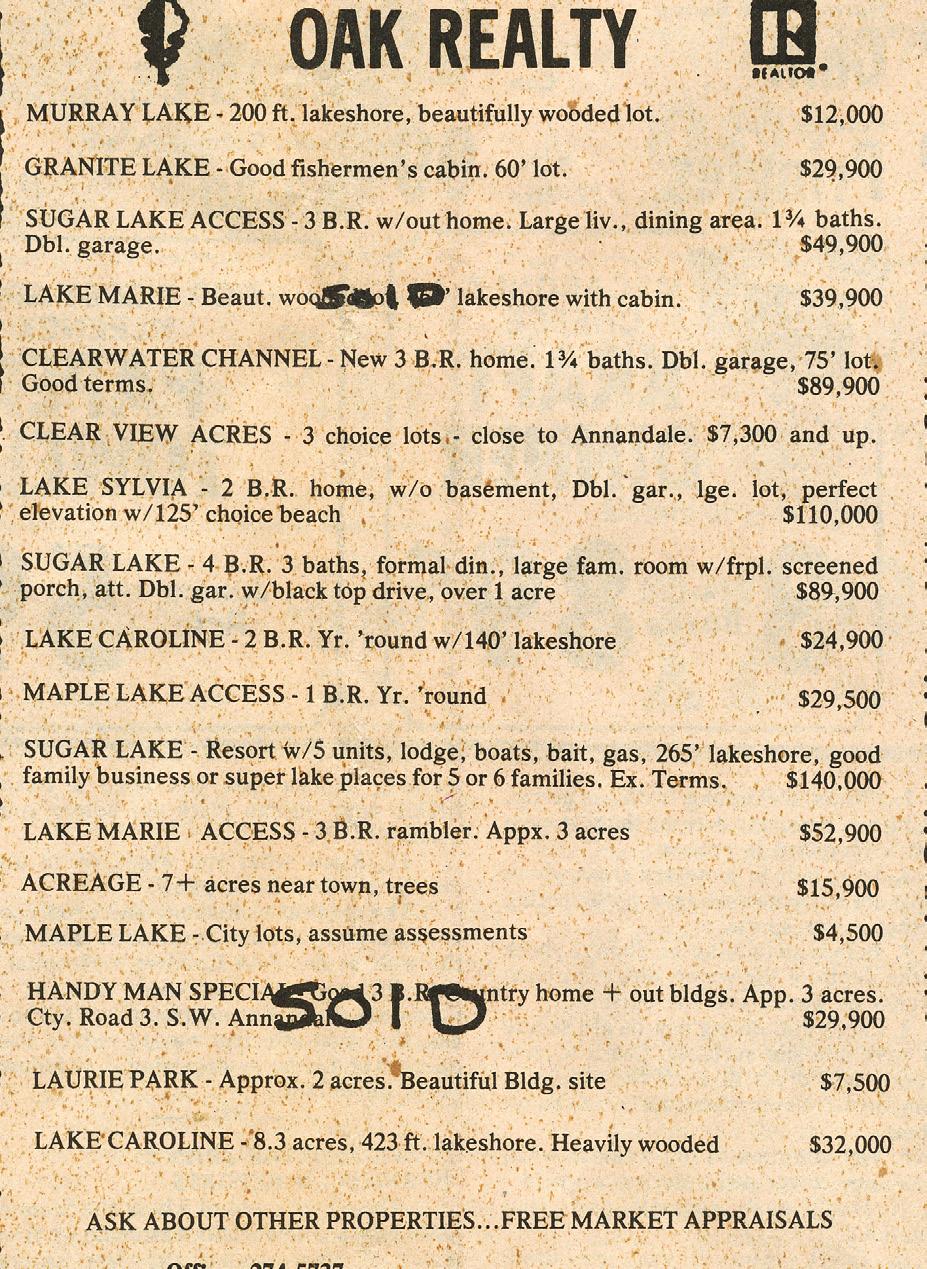 OAK REALTY
REALTOR®
MURRAY LAKE - 200 ft. lakeshore, beautifully wooded lot. $12,000
GRANITE LAKE - Good fishermen's cabin. 60' lot. $29,900
SUGAR LAKE ACCESS - 3 B.R. w/out home. Large liv., dining area. 1¾ baths.
Dbl. garage. $49,900
LAKE MARIE - Beaut. SOlD lakeshore with cabin. $39,900
CLEARWATER CHANNEL - New 3 B.R. home. 1¾ baths. Dbl. garage, 75' lot.
Good terms. $89,900
CLEAR VIEW ACRES - 3 choice lots - close to Annandale. $7,300 and up.
LAKE SYLVIA - 2 B.R. home, w/o basement, Dbl. gar., lge. lot, perfect
elevation w/125' choice beach $110,000
SUGAR LAKE - 4 B.R. 3 baths, formal din., large fam. room w/frpl. screened
porch, att. Dbl. gar. w/black top drive, over 1 acre $89,900
LAKE CAROLINE - 2 B.R. Yr. 'round w/140' lakeshore $24,900
MAPLE LAKE ACCESS - 1 B.R. Yr. 'round $29,500
SUGAR LAKE - Resort w/5 units, lodge, boats, bait, gas, 265' lakeshore, good
family business or super lake places for 5 or 6 families. Ex. Terms. $140,000
LAKE MARIE ACCESS - 3 B.R. rambler. Appx. 3 acres $52,900
ACREAGE - 7+ acres near town, trees $15,900
MAPLE LAKE - City lots, assume assessments $4,500
HANDY MAN SPECIAL - Good 3 B.R. Country home + out bldgs. App. 3 acres.
SOlD
Cty. Road 3. S.W. Annandale $29,900
LAURIE PARK - Approx. 2 acres. Beautiful Bldg. site $7,500
LAKE CAROLINE - 8.3 acres, 423 ft. lakeshore. Heavily wooded $32,000
ASK ABOUT OTHER PROPERTIES...FREE MARKET APPRAISALS